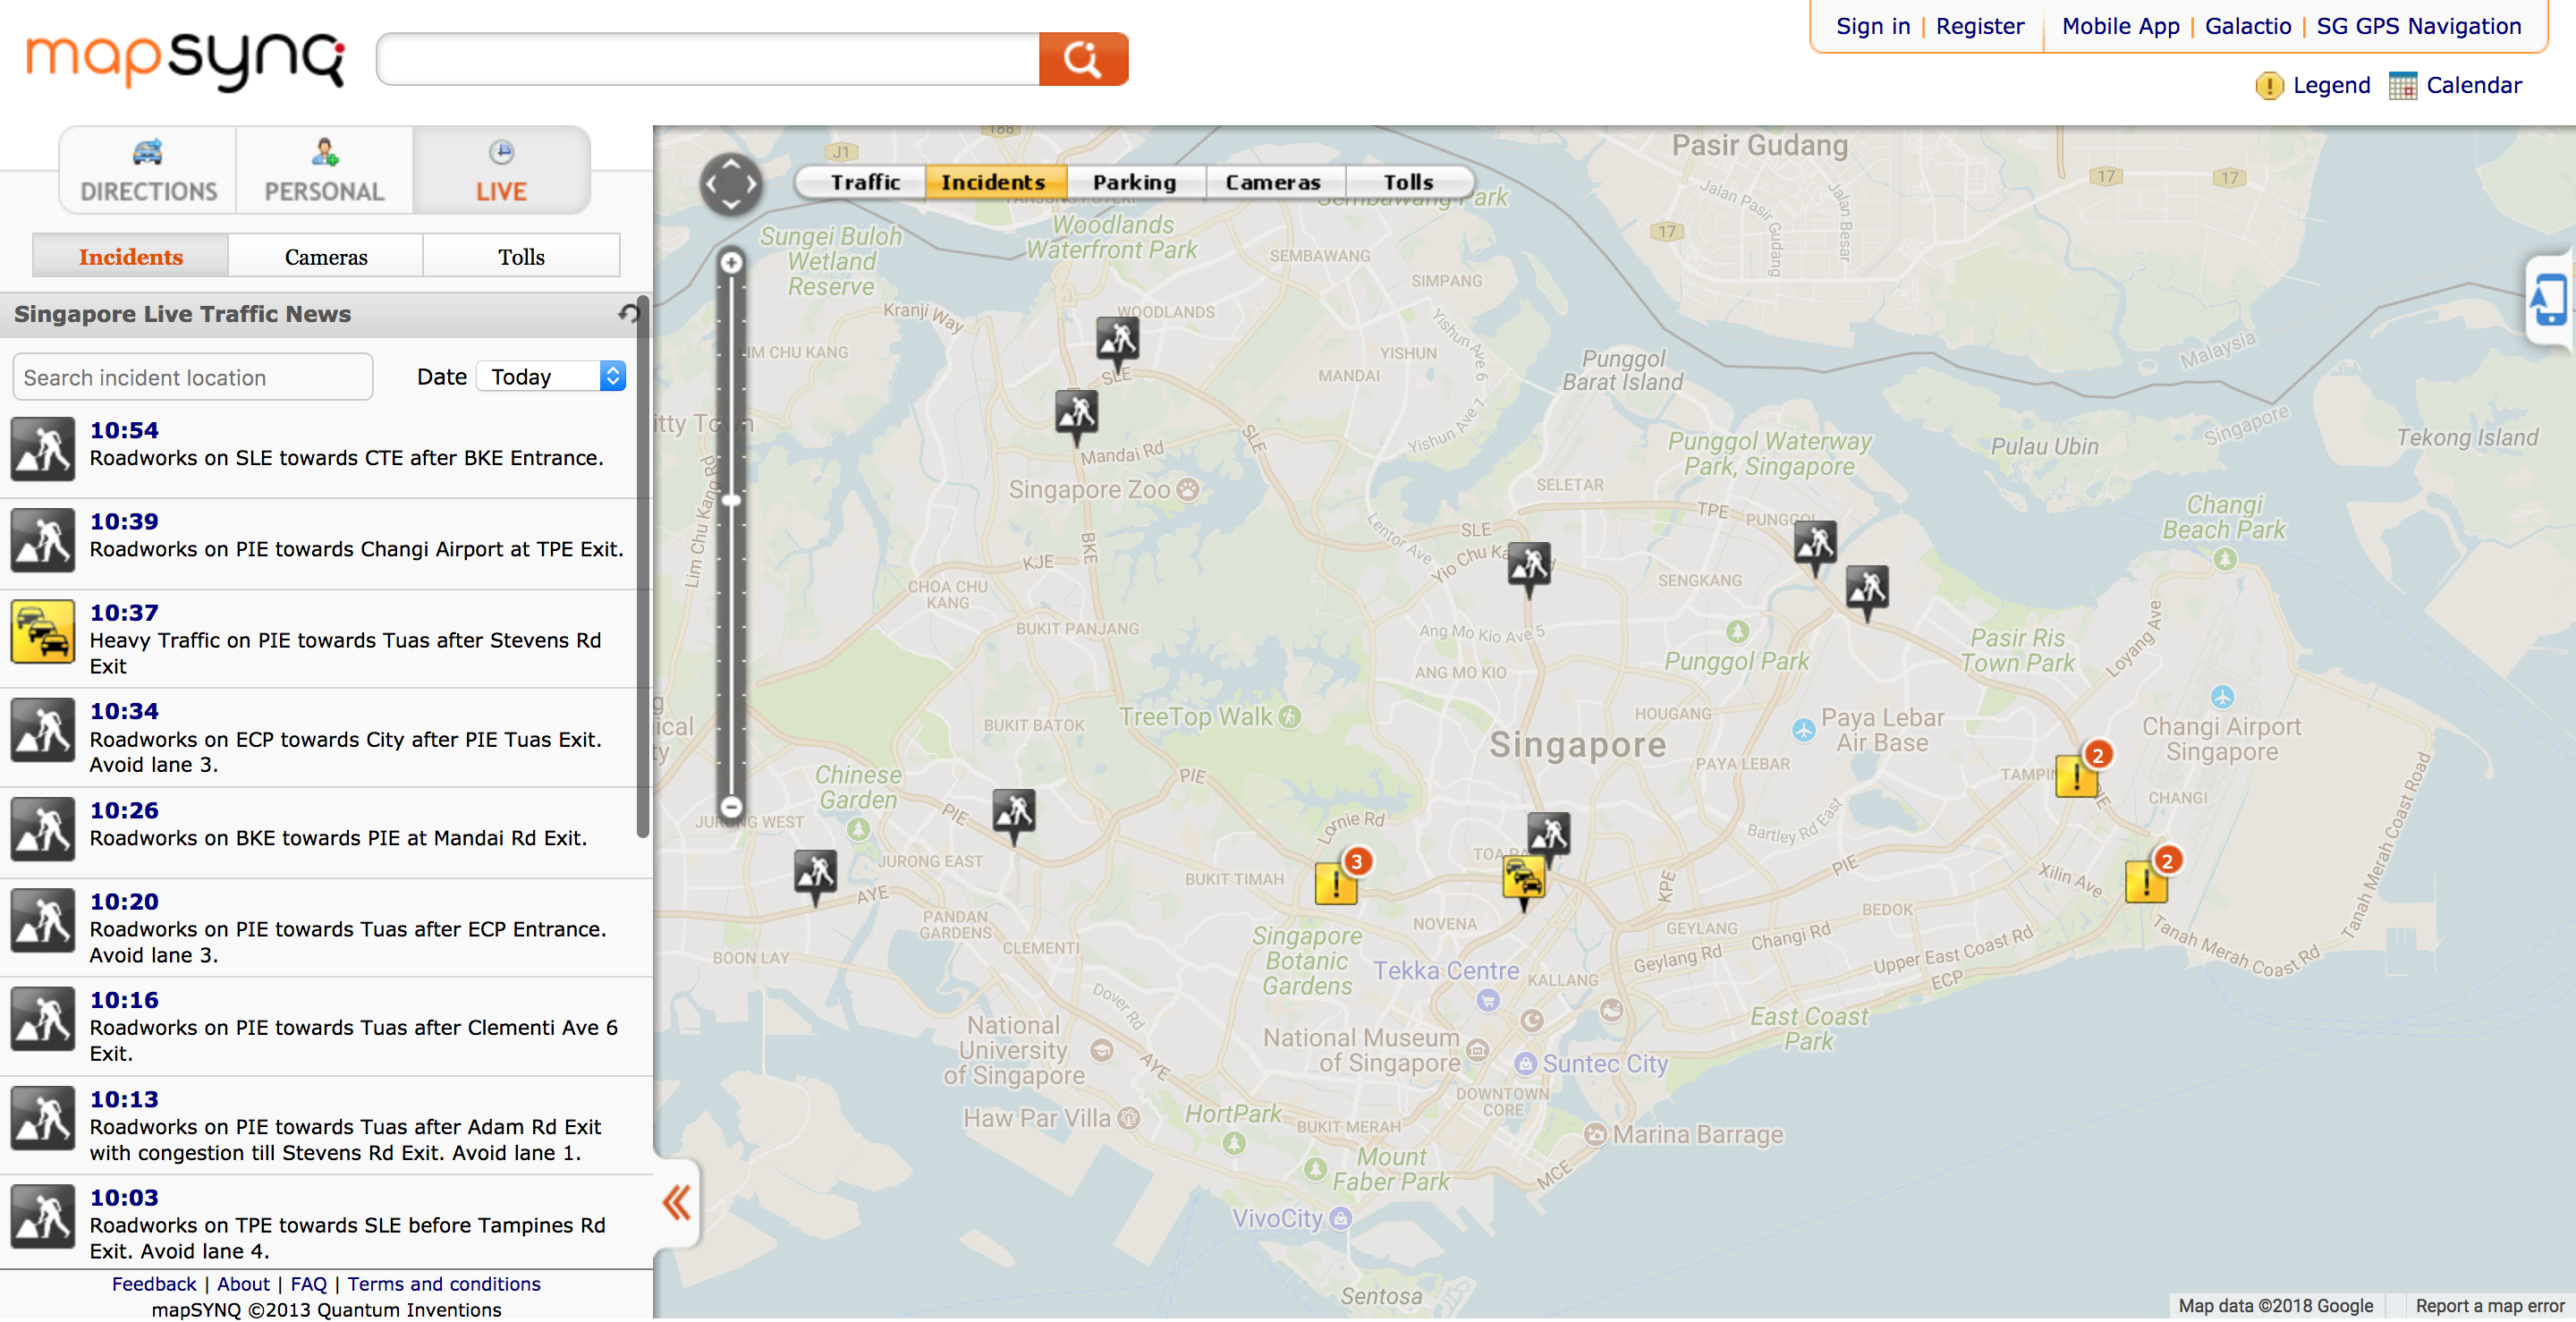 mapsynq
Sign in | Register
Mobile App | Galactio | SG GPS Navigation
Legend
Calendar
DIRECTIONS
PERSONAL
LIVE
Incidents
Cameras
Tolls
Singapore Live Traffic News
Search incident location
Date
Today
10:54
Roadworks on SLE towards CTE after BKE Entrance.
10:39
Roadworks on PIE towards Changi Airport at TPE Exit.
10:37
Heavy Traffic on PIE towards Tuas after Stevens Rd
Exit
10:34
Roadworks on ECP towards City after PIE Tuas Exit.
Avoid lane 3.
10:26
Roadworks on BKE towards PIE at Mandai Rd Exit.
10:20
Roadworks on PIE towards Tuas after ECP Entrance.
Avoid lane 3.
10:16
Roadworks on PIE towards Tuas after Clementi Ave 6
Exit.
10:13
Roadworks on PIE towards Tuas after Adam Rd Exit
with congestion till Stevens Rd Exit. Avoid lane 1.
10:03
Roadworks on TPE towards SLE before Tampines Rd
Exit. Avoid lane 4.
Feedback | About | FAQ | Terms and conditions
mapSYNQ ©2013 Quantum Inventions
Traffic
Incidents
Parking
Cameras
Tolls
188
J1
Pasir Gudang
17
17
17
Jalan Pasir Gudang
Jalan Besar
Sembawang Park
Woodlands
Waterfront Park
Sungei Buloh
Wetland
Reserve
SEMBAWANG
SIMPANG
Kranji Way
WOODLANDS
LIM CHU KANG
SLE
YISHUN
MANDAI
Yishun Ave 6
Yishun Ave 1
Punggol
Barat Island
Malaysia
Singapore
Tekong Island
Pulau Ubin
Punggol Waterway
Park, Singapore
Mandai Rd
SLE
Singapore Zoo
Lim Chu Kang Rd
SELETAR
Changi
Beach Park
TPE
PUNGGOL
Lentor Ave
SLE
BKE
KJE
CHOA CHU
KANG
SENGKANG
BUKIT PANJANG
Ang Mo Kio Ave 5
ANG MO KIO
Punggol Park
Pasir Ris
Town Park
Loyang Ave
TreeTop Walk
BUKIT BATOK
HOUGANG
Paya Lebar
Air Base
Changi Airport
Singapore
Singapore
PAYA LEBAR
2
CHANGI
PIE
Chinese
Garden
PIE
PIE
JURONG WEST
Lornie Rd
Bartley Rd East
JURONG EAST
3
2
AYE
BUKIT TIMAH
KPE
PIE
Xilin Ave
Tanah Merah Coast Road
BEDOK
PANDAN
GARDENS
NOVENA
GEYLANG
Changi Rd
Tanah Merah Coast Rd
CLEMENTI
BOON LAY
Singapore
Botanic
Gardens
Geylang Rd
Upper East Coast Rd
ECP
Tekka Centre
KALLANG
Dover Rd
National
University
of Singapore
National Museum
of Singapore
East Coast
Park
AYE
Suntec City
DOWNTOWN
CORE
Haw Par Villa
HortPark
BUKIT MERAH
Marina Barrage
Mount
Faber Park
MCE
VivoCity
Sentosa
Map data ©2018 Google
Report a map error